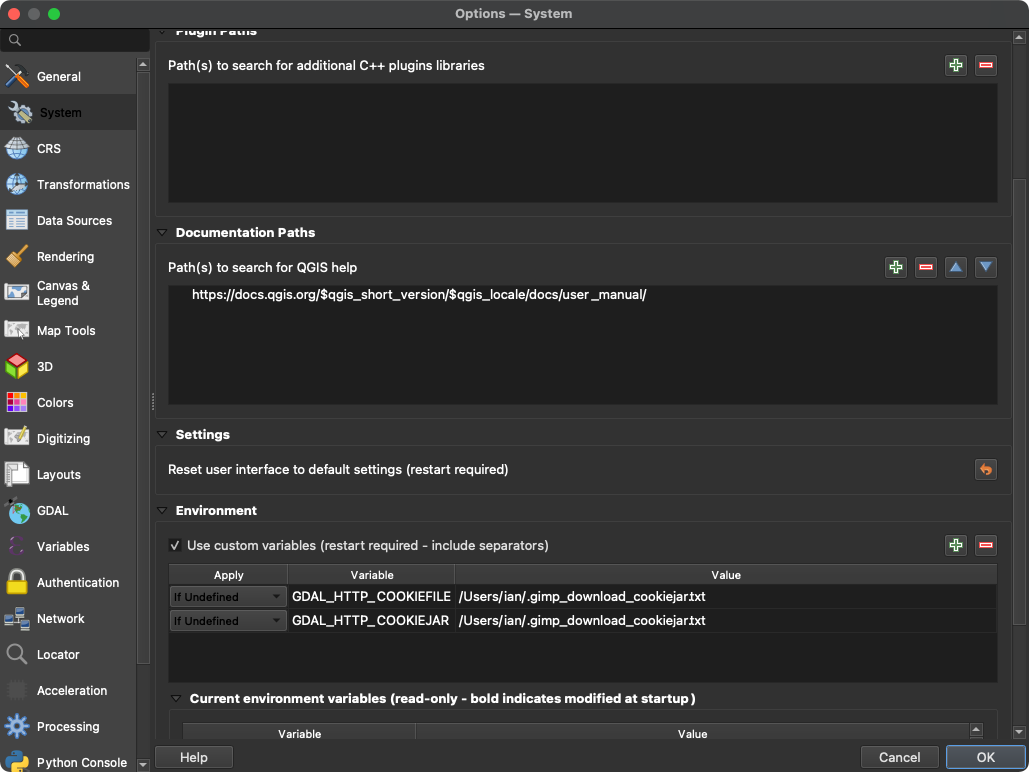 Options — System
Plugin Paths
General
System
CRS
Transformations
Data Sources
Rendering
Canvas &
Legend
Map Tools
3D
Colors
Digitizing
Layouts
GDAL
Variables
Authentication
Network
Locator
Acceleration
Processing
Python Console
Path(s) to search for additional C++ plugins libraries
Documentation Paths
Path(s) to search for QGIS help
https://docs.qgis.org/$qgis_short_version/$qgis_locale/docs/user_manual/
Settings
Reset user interface to default settings (restart required)
Environment
Use custom variables (restart required - include separators)
Apply Variable Value
If Undefined GDAL_HTTP_COOKIEFILE /Users/ian/.gimp_download_cookiejar.txt
If Undefined GDAL_HTTP_COOKIEJAR /Users/ian/.gimp_download_cookiejar.txt
Current environment variables (read-only - bold indicates modified at startup)
Variable Value
Help Cancel OK